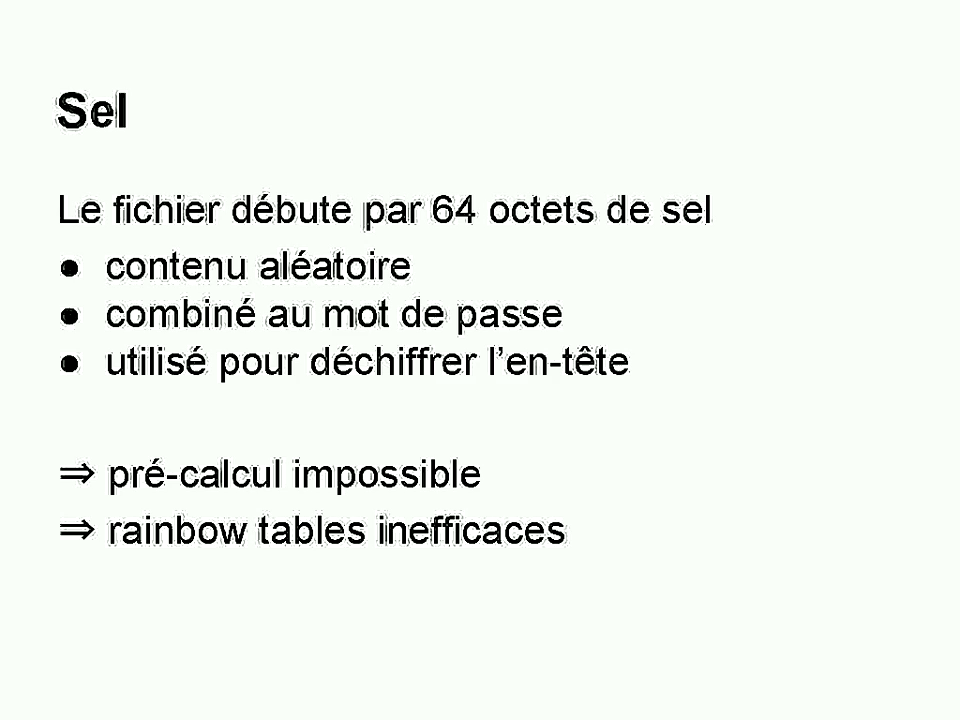 Sel
Le fichier débute par 64 octets de sel
● contenu aléatoire
● combiné au mot de passe
● utilisé pour déchiffrer l’en-tête
⇒ pré-calcul impossible
⇒ rainbow tables inefficaces